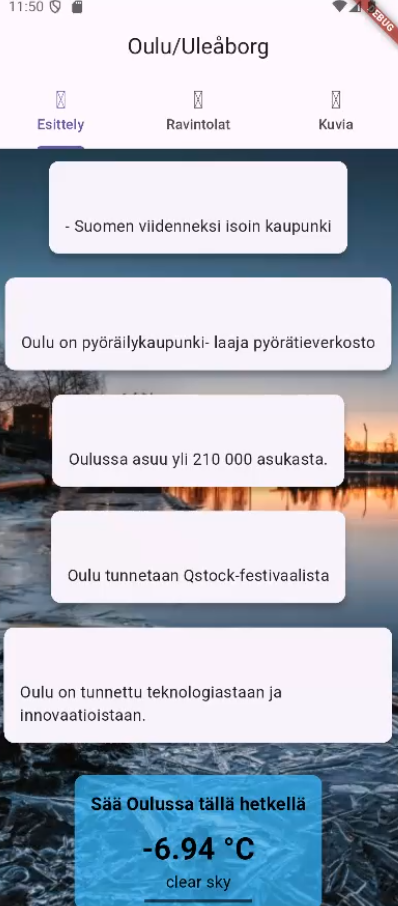 11:50
EBUG
Oulu/Uleåborg
Esittely
Ravintolat
Kuvia
- Suomen viidenneksi isoin kaupunki
Oulu on pyöräilykaupunki- laaja pyörätieverkosto
Oulussa asuu yli 210 000 asukasta.
Oulu tunnetaan Qstock-festivaalista
Oulu on tunnettu teknologiastaan ja
innovaatioistaan.
Sää Oulussa tällä hetkellä
-6.94 °C
clear sky